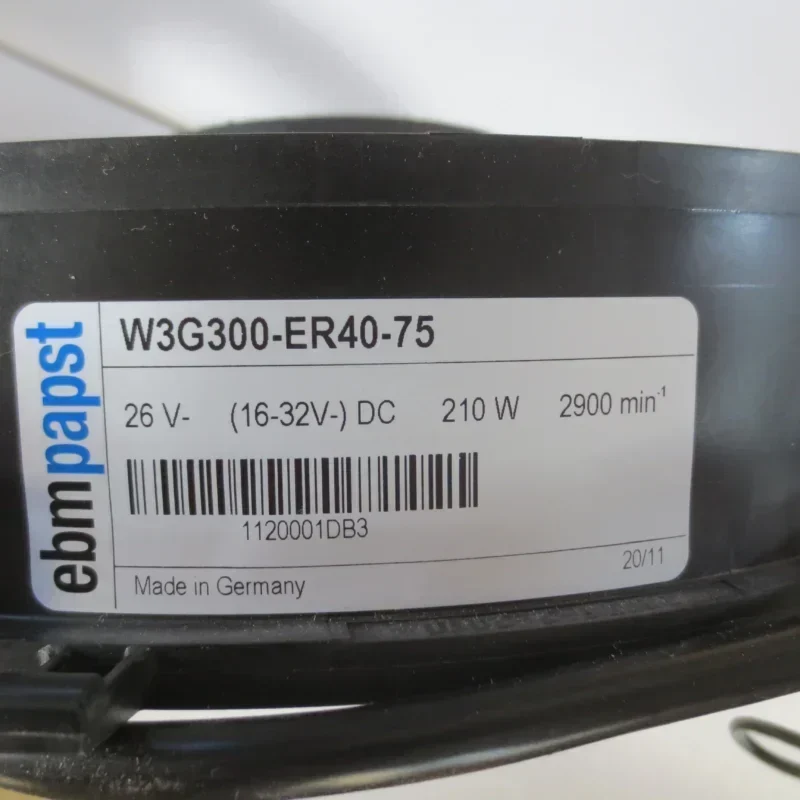 ebmpapst
W3G300-ER40-75
26 V- (16-32V-) DC 210 W 2900 min⁻¹
1120001DB3
20/11
Made in Germany